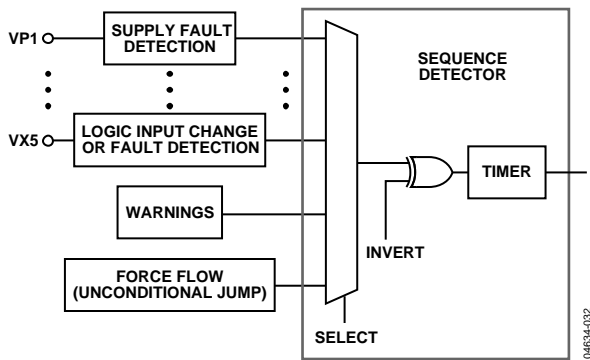 VP1
SUPPLY FAULT
DETECTION
SEQUENCE
DETECTOR
VX5
LOGIC INPUT CHANGE
OR FAULT DETECTION
TIMER
WARNINGS
INVERT
FORCE FLOW
(UNCONDITIONAL JUMP)
SELECT
04634-032